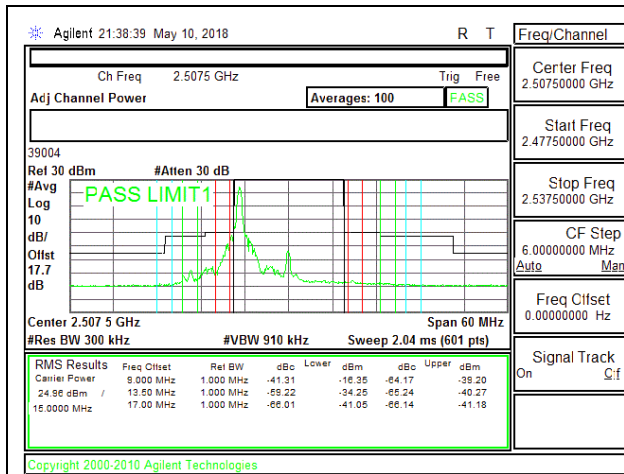 Agilent 21:38:39 May 10, 2018 R T
Ch Freq 2.5075 GHz Trig Free
Adj Channel Power Averages: 100 PASS
39004
Ref 30 dBm #Atten 30 dB
#Avg
Log
10
dB/
Offst
17.7
dB
PASS LIMIT1
Center 2.507 5 GHz Span 60 MHz
#Res BW 300 kHz #VBW 910 kHz Sweep 2.04 ms (601 pts)
RMS Results Freq Offset Ref BW dBc Lower dBm dBc Upper dBm
Carrier Power 9.000 MHz 1.000 MHz -41.31 -16.35 -64.17 -39.20
24.96 dBm / 13.50 MHz 1.000 MHz -59.22 -34.25 -65.24 -40.27
15.0000 MHz 17.00 MHz 1.000 MHz -66.01 -41.05 -66.14 -41.18
Copyright 2000-2010 Agilent Technologies
Freq/Channel
Center Freq
2.50750000 GHz
Start Freq
2.47750000 GHz
Stop Freq
2.53750000 GHz
CF Step
6.00000000 MHz
Auto Man
Freq Offset
0.00000000 Hz
Signal Track
On Off